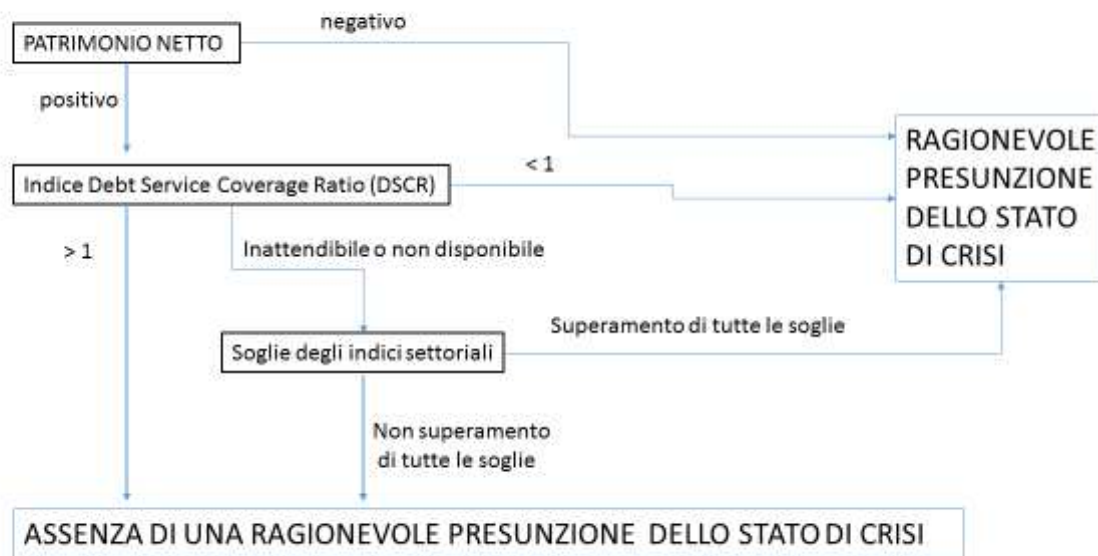 negativo
PATRIMONIO NETTO
positivo
RAGIONEVOLE
PRESUNZIONE
DELLO STATO
DI CRISI
< 1
Indice Debt Service Coverage Ratio (DSCR)
> 1
Inattendibile o non disponibile
Superamento di tutte le soglie
Soglie degli indici settoriali
Non superamento
di tutte le soglie
ASSENZA DI UNA RAGIONEVOLE PRESUNZIONE DELLO STATO DI CRISI